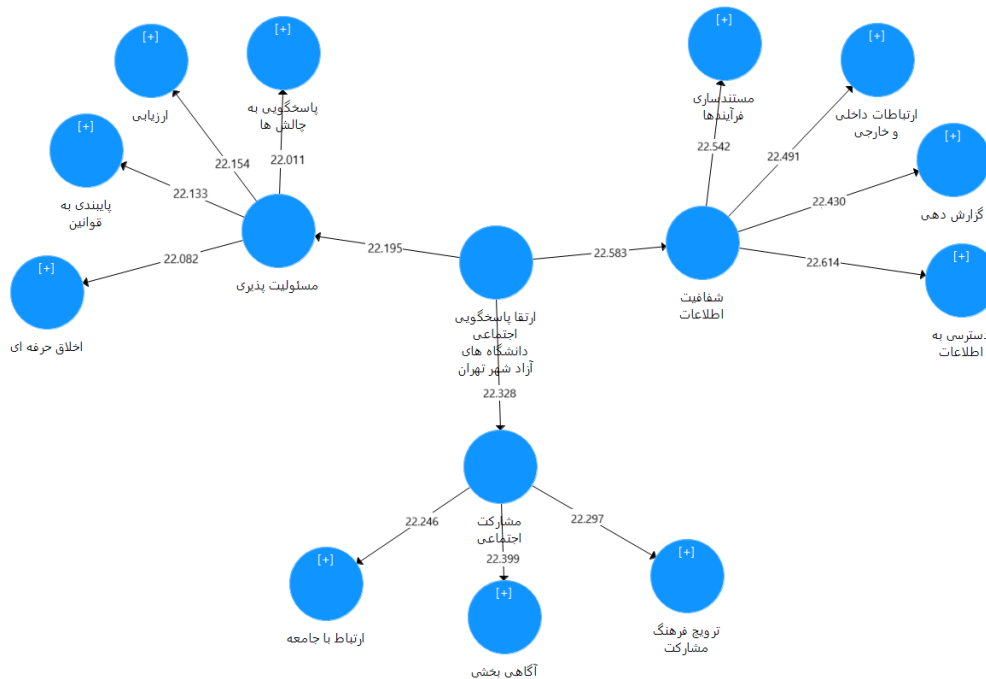 [+]
پاسخگویی به
چالش ها
[+]
ارزیابی
[+]
پایبندی به
قوانین
[+]
اخلاق حرفه ای
22.011
22.154
22.133
22.082
مسئولیت پذیری
22.195
ارتقا پاسخگویی
اجتماعی
دانشگاه های
آزاد شهر تهران
22.583
شفافیت
اطلاعات
[+]
مستندسازی
فرآیندها
22.542
[+]
ارتباطات داخلی
و خارجی
22.491
[+]
گزارش دهی
22.430
[+]
دسترسی به
اطلاعات
22.614
22.328
مشارکت
اجتماعی
22.246
22.399
22.297
[+]
ارتباط با جامعه
[+]
آگاهی بخشی
[+]
ترویج فرهنگ
مشارکت